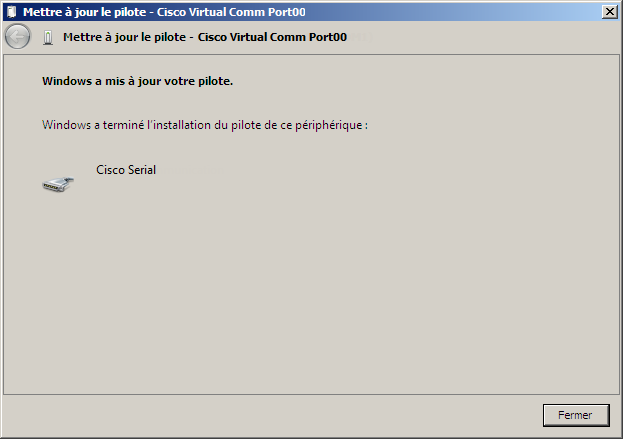 Mettre à jour le pilote - Cisco Virtual Comm Port00
Mettre à jour le pilote - Cisco Virtual Comm Port00
Windows a mis à jour votre pilote.
Windows a terminé l'installation du pilote de ce périphérique :
Cisco Serial
Fermer